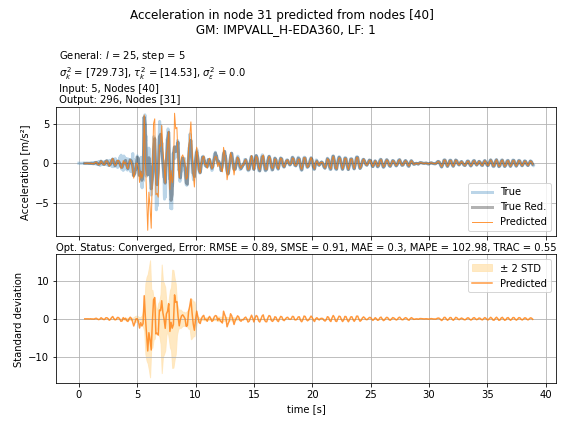 Acceleration in node 31 predicted from nodes [40]
GM: IMPVALL_H-EDA360, LF: 1
General: l = 25, step = 5
σ²ₖ = [729.73], τ²ₖ = [14.53], σ²ε = 0.0
Input: 5, Nodes [40]
Output: 296, Nodes [31]
Acceleration [m/s²]
5
0
−5
True
True Red.
Predicted
Opt. Status: Converged, Error: RMSE = 0.89, SMSE = 0.91, MAE = 0.3, MAPE = 102.98, TRAC = 0.55
Standard deviation
10
0
−10
± 2 STD
Predicted
0 5 10 15 20 25 30 35 40
time [s]